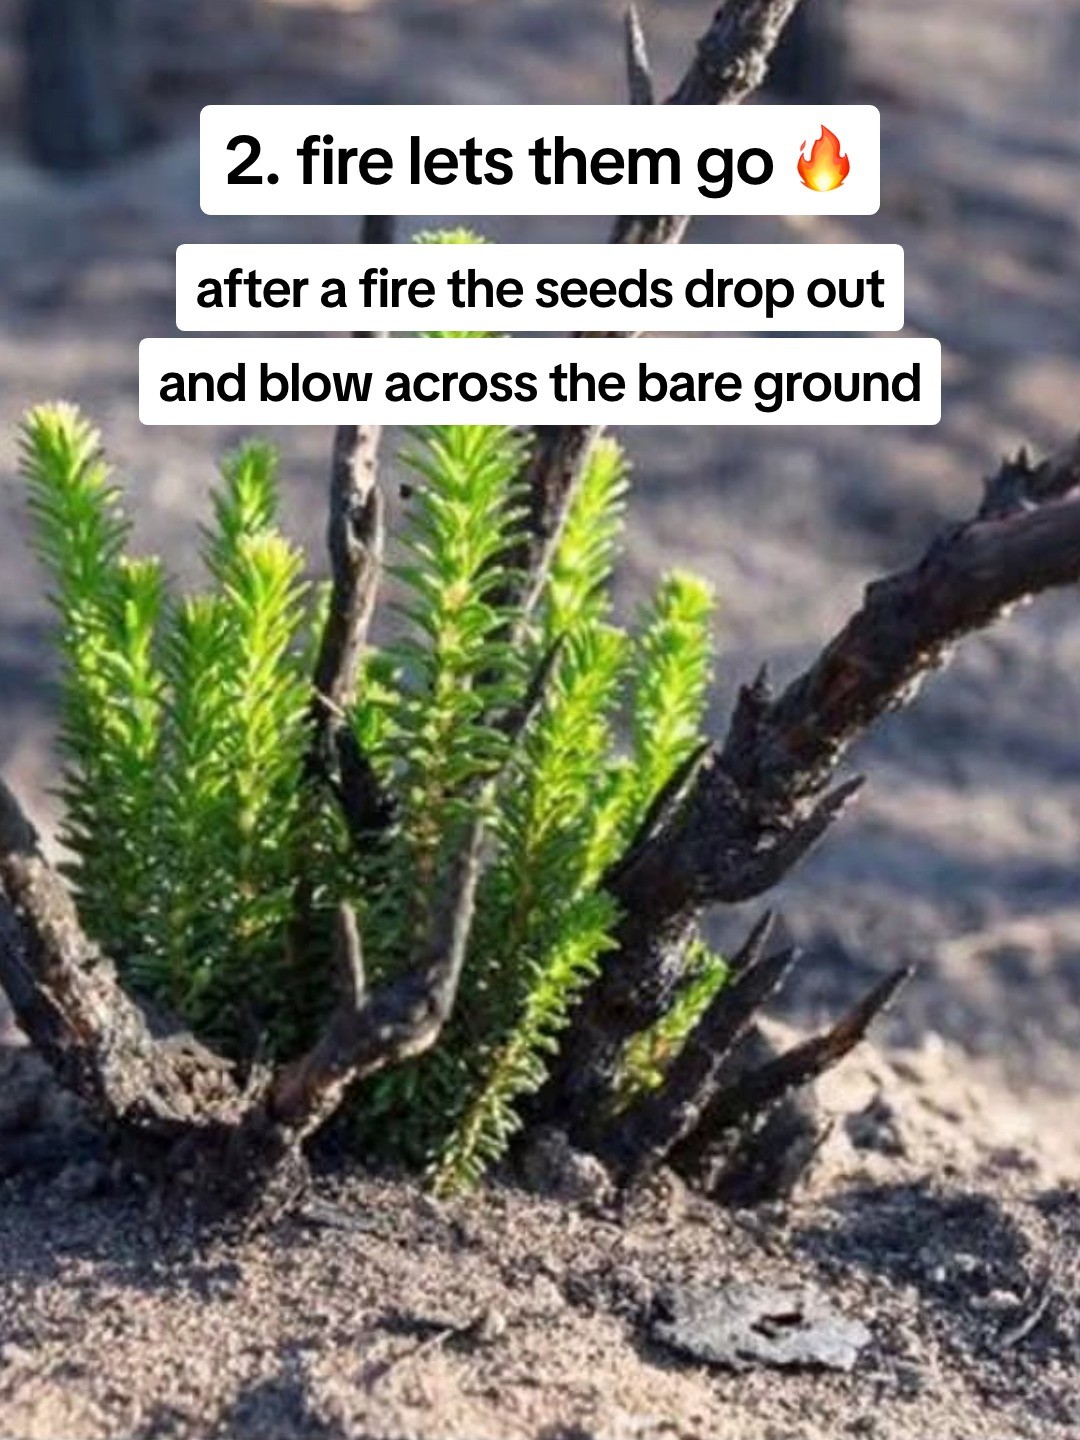 2. fire lets them go 🔥
after a fire the seeds drop out
and blow across the bare ground